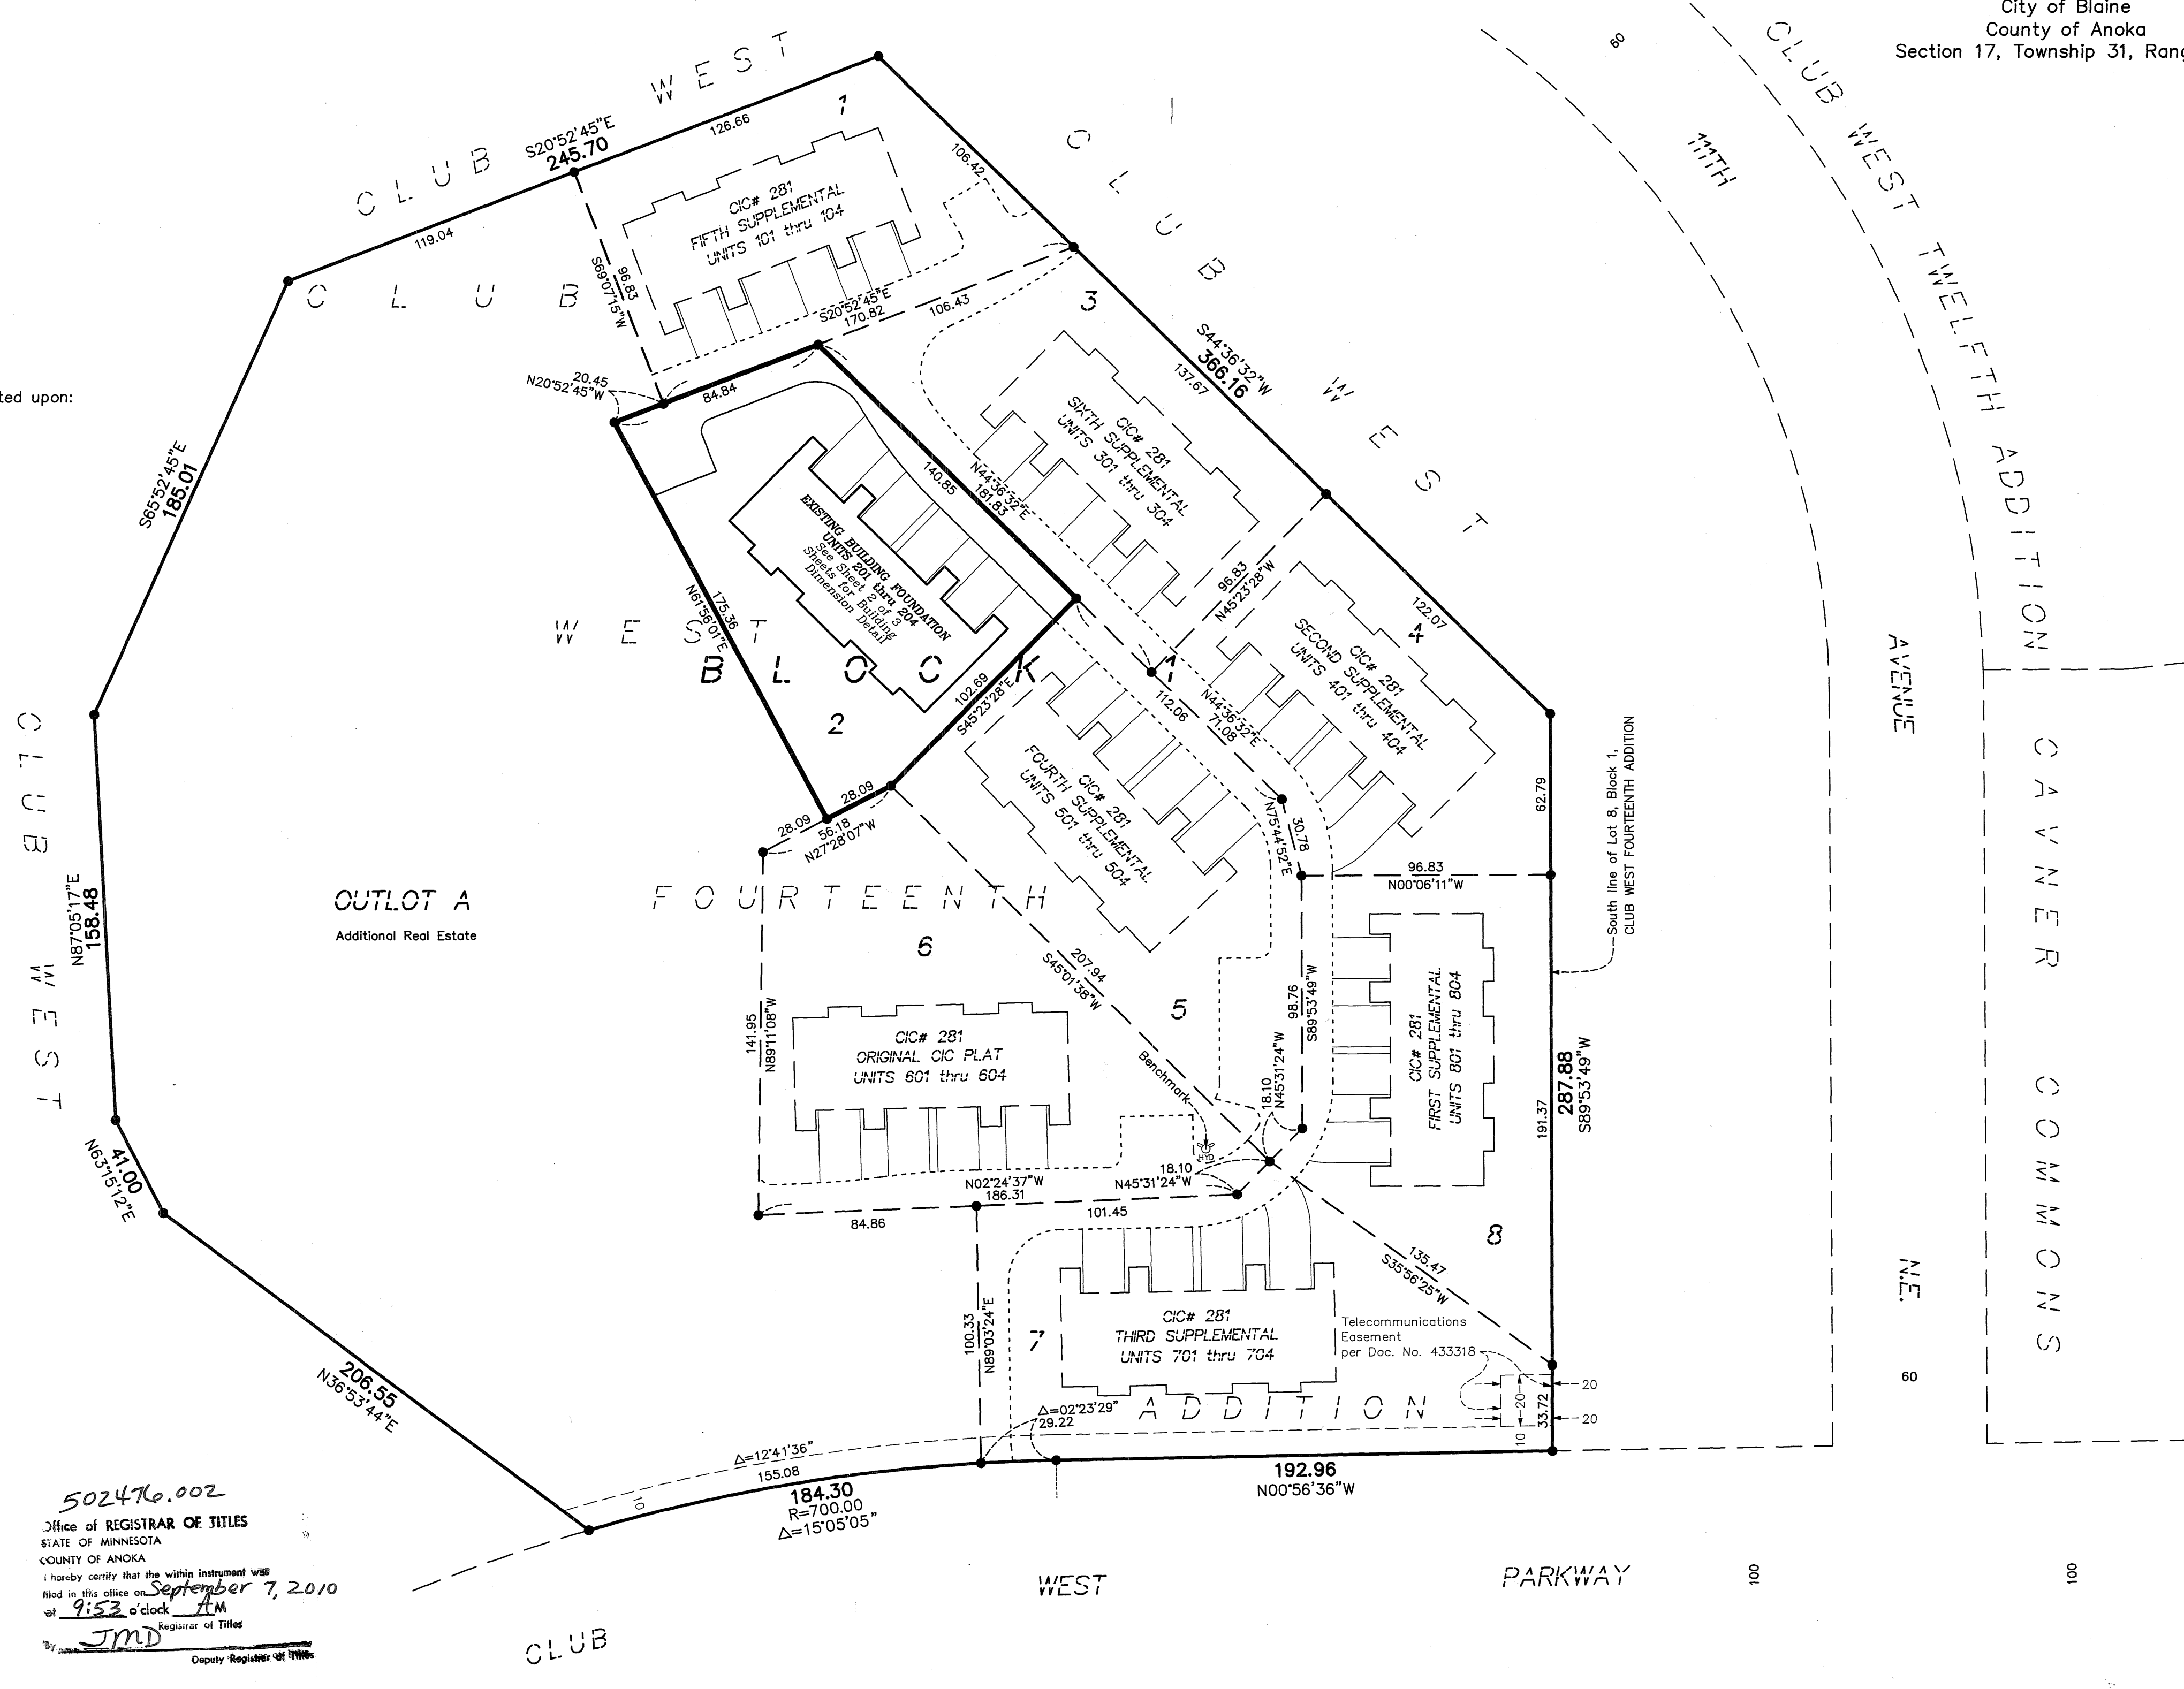 City of Blaine
County of Anoka
Section 17, Township 31,
ted upon:
CLUB WEST
S20°52'45"E
245.70
126.66
119.04
1
CIC# 281
FIFTH SUPPLEMENTAL
UNITS 101 thru 104
106.42
96.83
S69°07'15"W
S20°52'45"E
170.82
106.43
20.45
N20°52'45"W
84.84
CLUB WEST
3
S44°36'32"W
366.16
137.67
CIC# 281
SIXTH SUPPLEMENTAL
UNITS 301 thru 304
140.85
N44°36'32"E
181.83
EXISTING BUILDING FOUNDATION
UNITS 201 thru 204
See Sheet 2 of 3
Sheets for Building
Dimension Detail
175.36
N61°56'01"E
2
102.69
S45°23'28"E
28.09
28.09
56.18
N27°28'07"W
96.83
N45°23'28"W
122.07
4
CIC# 281
SECOND SUPPLEMENTAL
UNITS 401 thru 404
N44°36'32"E
71.08
112.06
CIC# 281
FOURTH SUPPLEMENTAL
UNITS 501 thru 504
30.78
N75°44'52"E
62.79
96.83
N00°06'11"W
South line of Lot 8, Block 1,
CLUB WEST FOURTEENTH ADDITION
S65°52'45"E
185.01
N87°05'17"E
158.48
41.00
N63°15'12"E
206.55
N36°53'44"E
CLUB WEST
CLUB
WEST
FOURTEENTH
ADDITION
BLOCK 1
OUTLOT A
Additional Real Estate
6
5
207.94
S45°01'38"W
141.95
N89°11'08"W
CIC# 281
ORIGINAL CIC PLAT
UNITS 601 thru 604
Benchmark
HYD
98.76
S89°53'49"W
18.10
N45°31'24"W
18.10
N45°31'24"W
CIC# 281
FIRST SUPPLEMENTAL
UNITS 801 thru 804
191.37
287.88
S89°53'49"W
8
N02°24'37"W
186.31
84.86
101.45
135.47
S35°56'25"W
100.33
N89°03'24"E
7
CIC# 281
THIRD SUPPLEMENTAL
UNITS 701 thru 704
Telecommunications
Easement
per Doc. No. 433318
20
20
20
33.72
10
Δ=02°23'29"
29.22
Δ=12°41'36"
155.08
10
184.30
R=700.00
Δ=15°05'05"
192.96
N00°56'36"W
CLUB WEST PARKWAY
100
100
60
111TH AVENUE N.E.
60
CLUB WEST TWELFTH ADDITION
CAVNER COMMONS
502476.002
Office of REGISTRAR OF TITLES
STATE OF MINNESOTA
COUNTY OF ANOKA
I hereby certify that the within instrument was
filed in this office on September 7, 2010
at 9:53 o'clock AM
Registrar of Titles
By JMD
Deputy Registrar of Titles